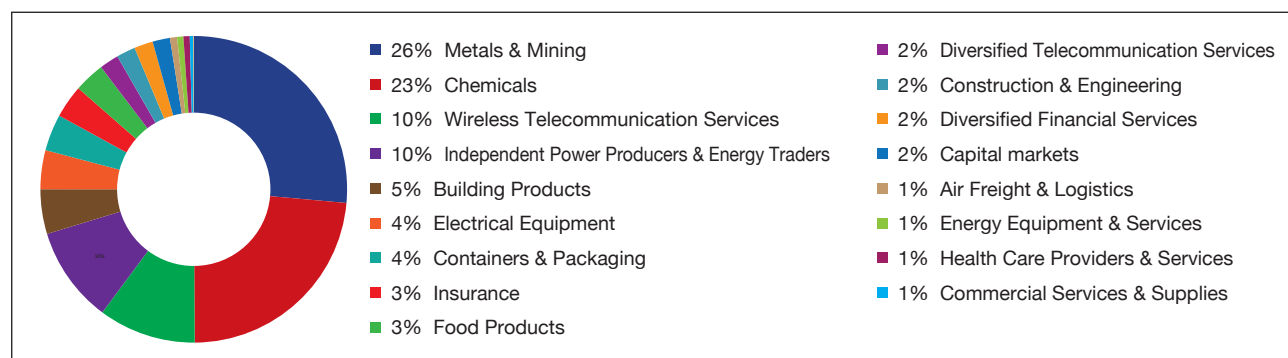 26% Metals & Mining
23% Chemicals
10% Wireless Telecommunication Services
10% Independent Power Producers & Energy Traders
5% Building Products
4% Electrical Equipment
4% Containers & Packaging
3% Insurance
3% Food Products
2% Diversified Telecommunication Services
2% Construction & Engineering
2% Diversified Financial Services
2% Capital markets
1% Air Freight & Logistics
1% Energy Equipment & Services
1% Health Care Providers & Services
1% Commercial Services & Supplies